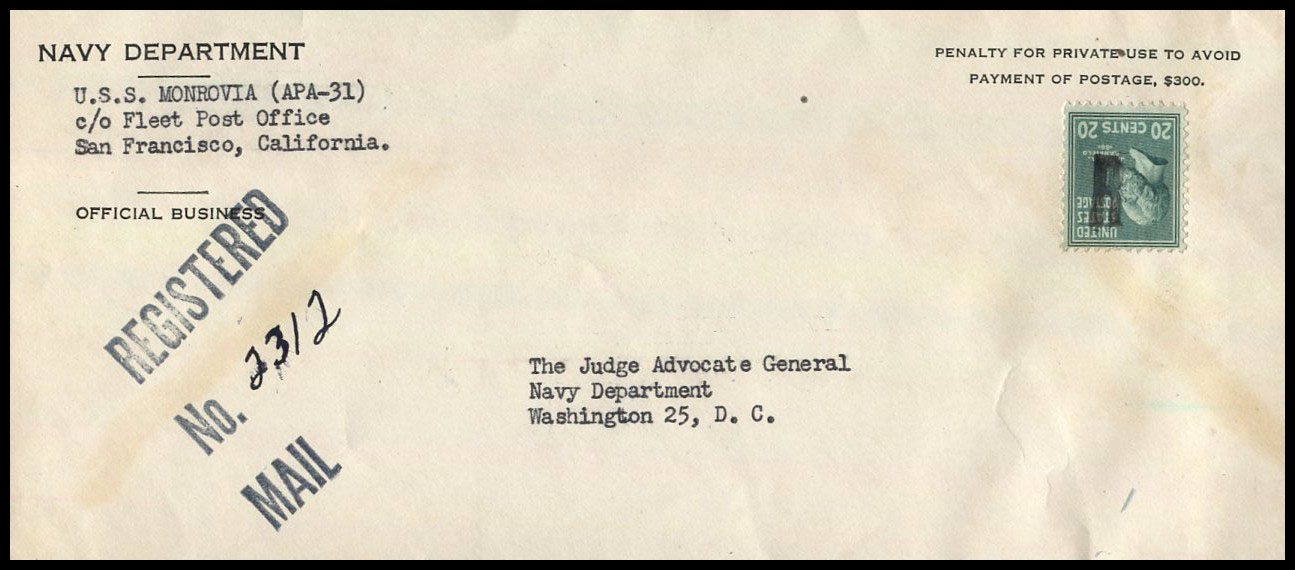 NAVY DEPARTMENT
U.S.S. MONROVIA (APA-31)
c/o Fleet Post Office
San Francisco, California.
OFFICIAL BUSINESS
PENALTY FOR PRIVATE USE TO AVOID
PAYMENT OF POSTAGE, $300.
UNITED
STATES
POSTAGE
20 CENTS 20
R
REGISTERED
No. 3312
MAIL
The Judge Advocate General
Navy Department
Washington 25, D. C.